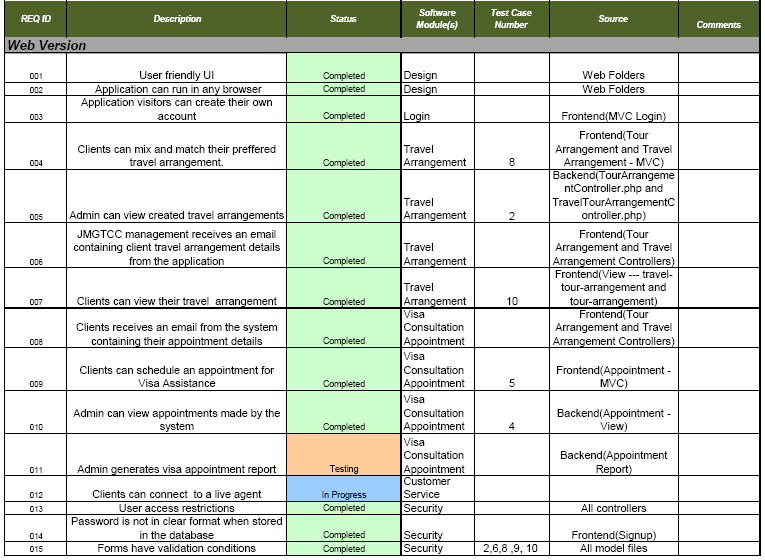 REQ ID Description Status Software Module(s) Test Case Number Source Comments
Web Version
001 User friendly UI Completed Design Web Folders
002 Application can run in any browser Completed Design Web Folders
003 Application visitors can create their own account Completed Login Frontend(MVC Login)
004 Clients can mix and match their preffered travel arrangement. Completed Travel Arrangement 8 Frontend(Tour Arrangement and Travel Arrangement - MVC)
005 Admin can view created travel arrangements Completed Travel Arrangement 2 Backend(TourArrangementController.php and TravelTourArrangementController.php)
006 JMGTCC management receives an email containing client travel arrangement details from the application Completed Travel Arrangement Frontend(Tour Arrangement and Travel Arrangement Controllers)
007 Clients can view their travel arrangement Completed Travel Arrangement 10 Frontend(View --- travel-tour-arrangement and tour-arrangement)
008 Clients receives an email from the system containing their appointment details Completed Visa Consultation Appointment Frontend(Tour Arrangement and Travel Arrangement Controllers)
009 Clients can schedule an appointment for Visa Assistance Completed Visa Consultation Appointment 5 Frontend(Appointment - MVC)
010 Admin can view appointments made by the system Completed Visa Consultation Appointment 4 Backend(Appointment - View)
011 Admin generates visa appointment report Testing Visa Consultation Appointment Backend(Appointment Report)
012 Clients can connect to a live agent In Progress Customer Service
013 User access restrictions Completed Security All controllers
014 Password is not in clear format when stored in the database Completed Security Frontend(Signup)
015 Forms have validation conditions Completed Security 2,6,8 ,9, 10 All model files